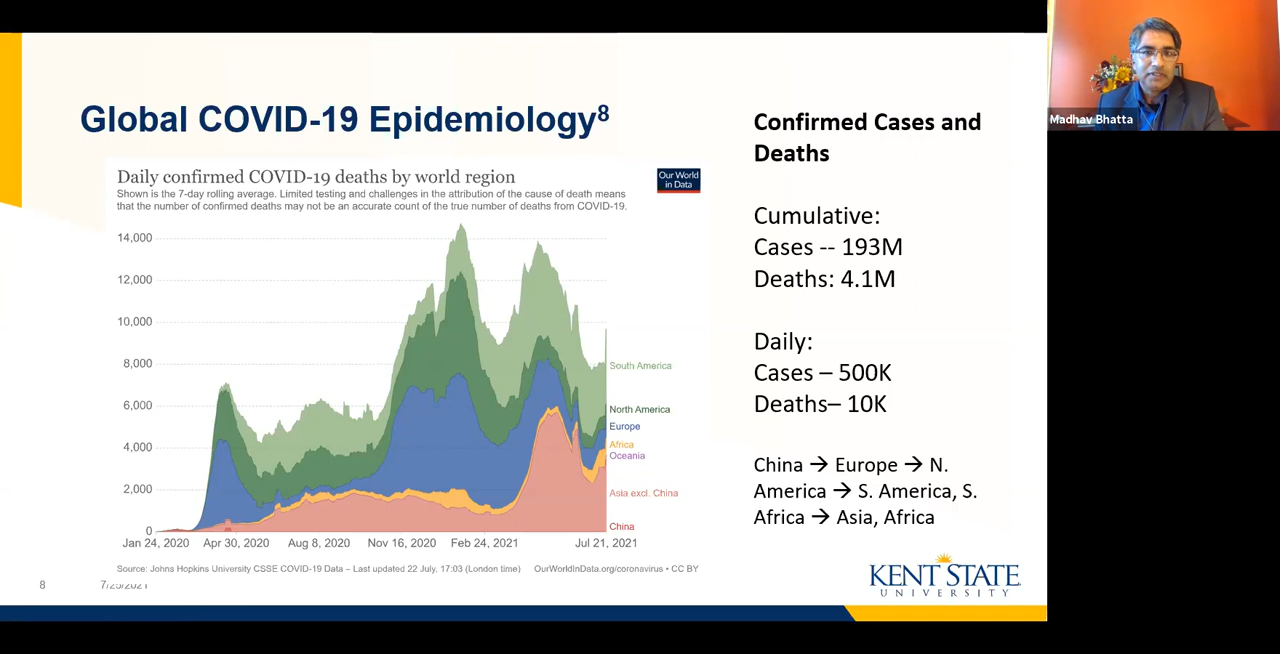 Global COVID-19 Epidemiology⁸
Daily confirmed COVID-19 deaths by world region
Shown is the 7-day rolling average. Limited testing and challenges in the attribution of the cause of death means
that the number of confirmed deaths may not be an accurate count of the true number of deaths from COVID-19.
Our World
in Data
14,000
12,000
10,000
8,000
6,000
4,000
2,000
0
Jan 24, 2020
Apr 30, 2020
Aug 8, 2020
Nov 16, 2020
Feb 24, 2021
Jul 21, 2021
South America
North America
Europe
Africa
Oceania
Asia excl. China
China
Source: Johns Hopkins University CSSE COVID-19 Data – Last updated 22 July, 17:03 (London time)
OurWorldInData.org/coronavirus • CC BY
8
7/25/2021
Confirmed Cases and
Deaths
Cumulative:
Cases -- 193M
Deaths: 4.1M
Daily:
Cases – 500K
Deaths– 10K
China → Europe → N.
America → S. America, S.
Africa → Asia, Africa
KENT STATE
UNIVERSITY
Madhav Bhatta